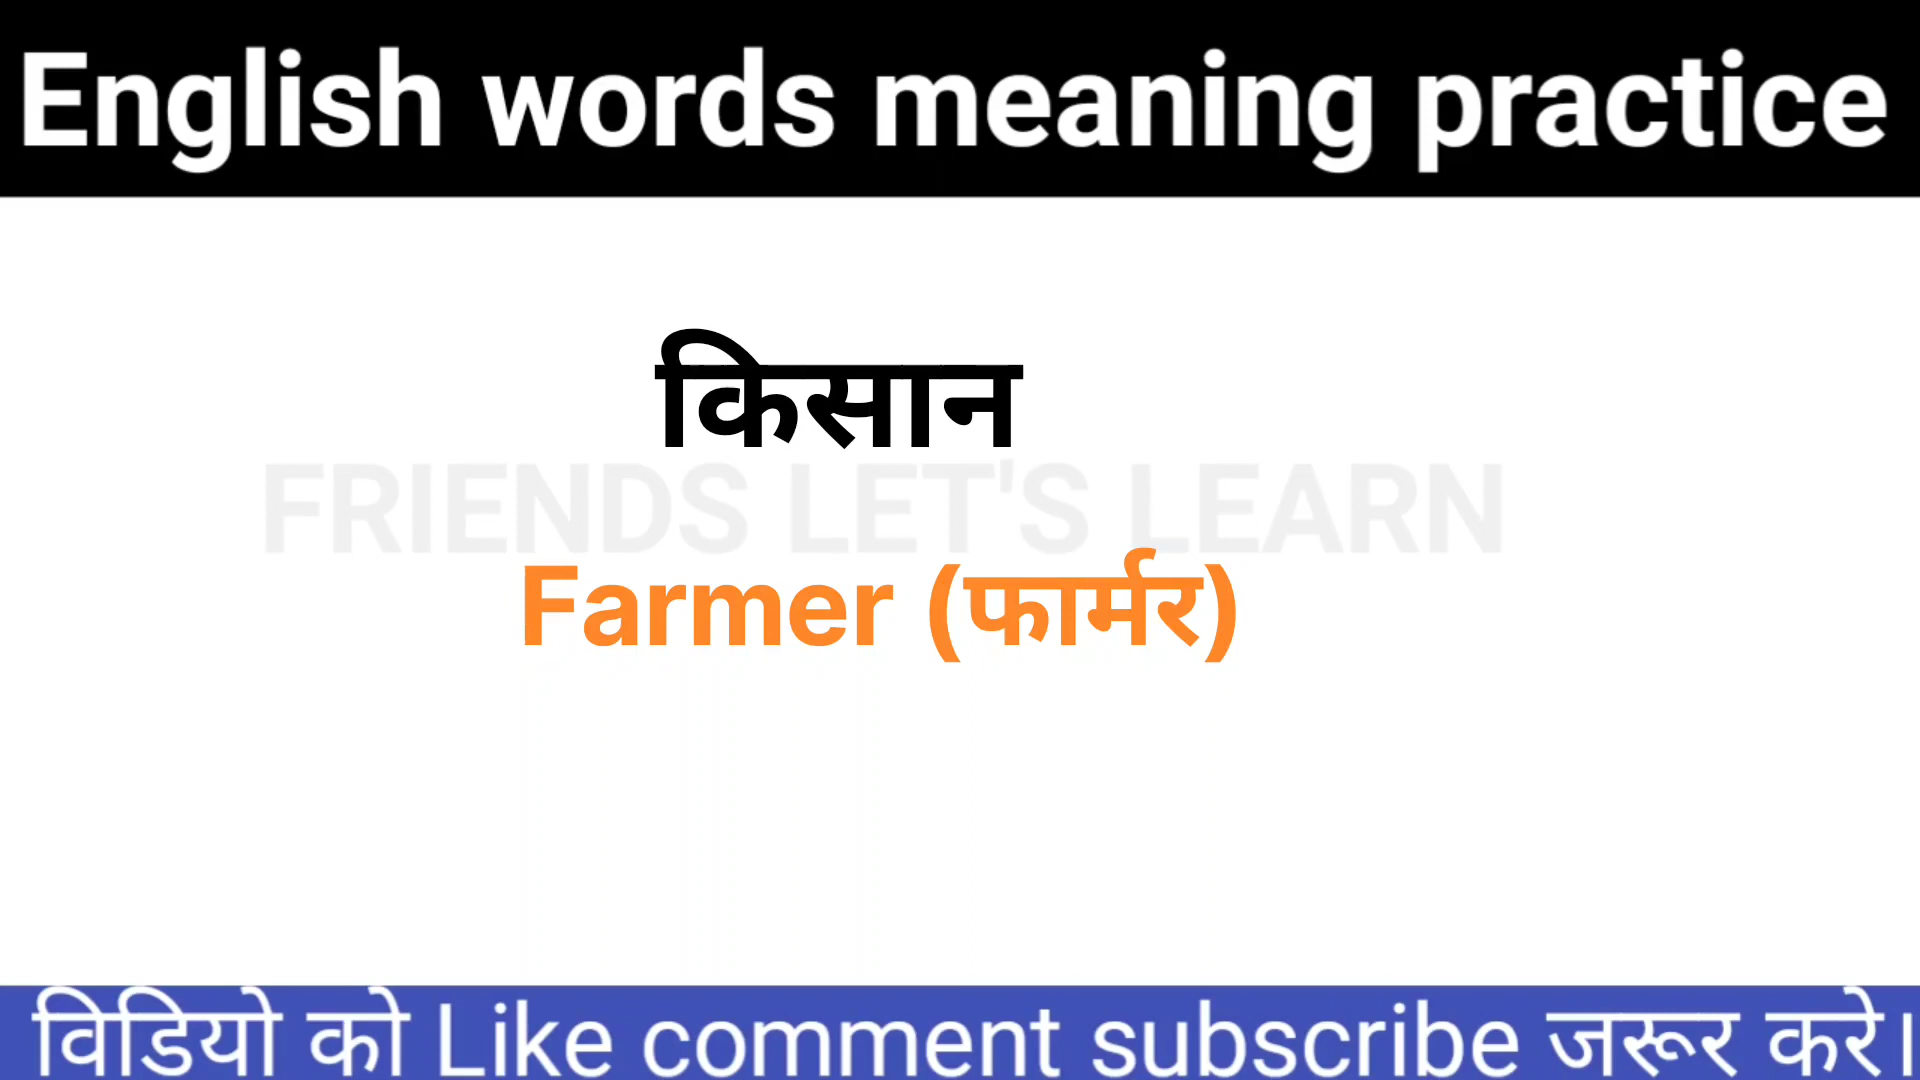 English words meaning practice
किसान
FRIENDS LET'S LEARN
Farmer (फार्मर)
विडियो को Like comment subscribe जरूर करे।